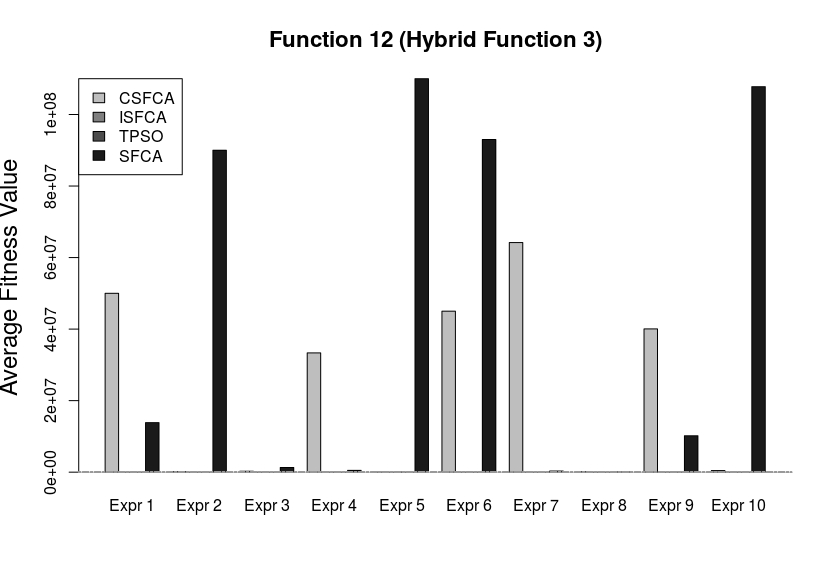 Function 12 (Hybrid Function 3)
CSFCA
ISFCA
TPSO
SFCA
Average Fitness Value
1e+08
8e+07
6e+07
4e+07
2e+07
0e+00
Expr 1 Expr 2 Expr 3 Expr 4 Expr 5 Expr 6 Expr 7 Expr 8 Expr 9 Expr 10